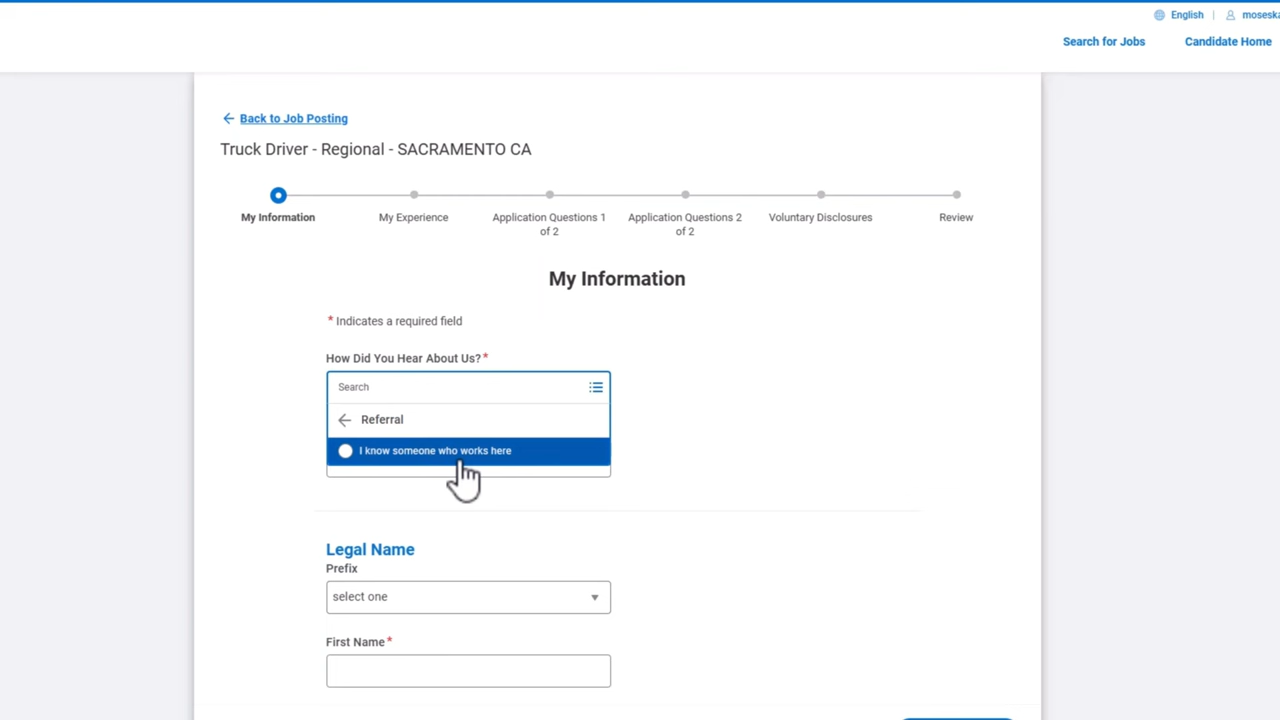 English | moseska
Search for Jobs Candidate Home
Back to Job Posting
Truck Driver - Regional - SACRAMENTO CA
My Information My Experience Application Questions 1 of 2 Application Questions 2 of 2 Voluntary Disclosures Review
My Information
* Indicates a required field
How Did You Hear About Us?*
Search
Referral
I know someone who works here
Legal Name
Prefix
select one
First Name*